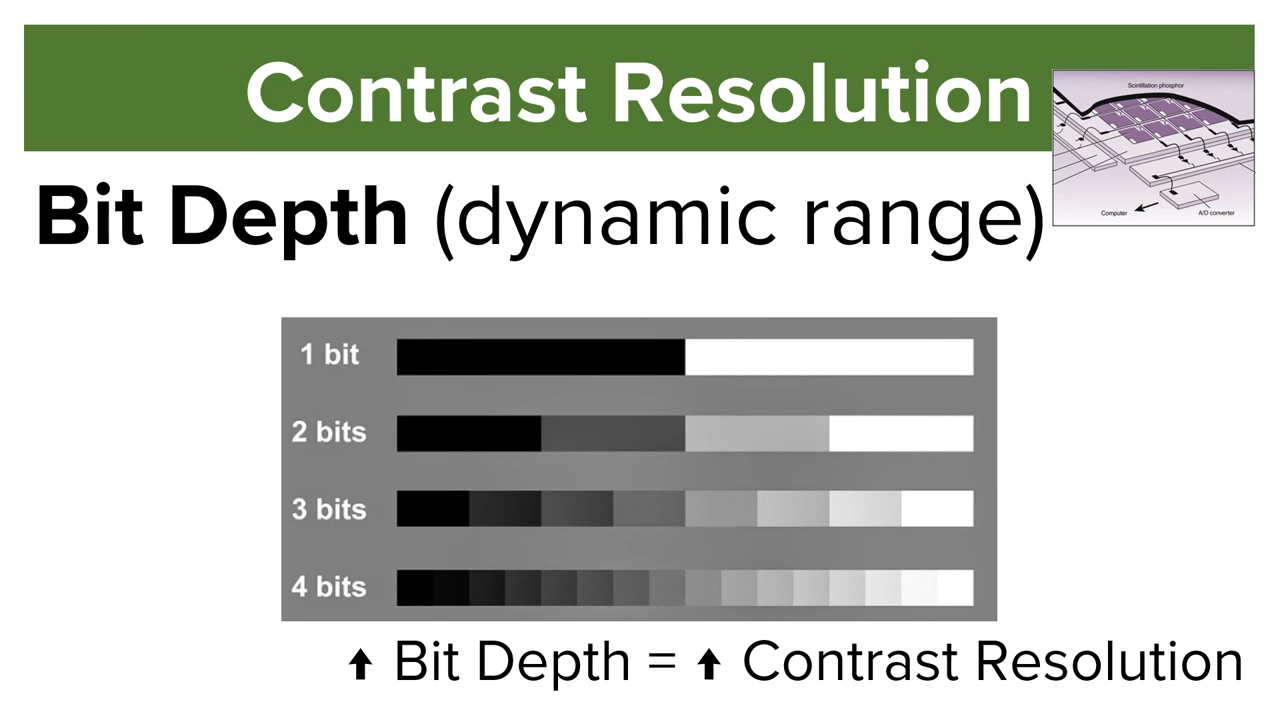 Contrast Resolution
Scintillation phosphor
Computer
A/D converter
Bit Depth (dynamic range)
1 bit
2 bits
3 bits
4 bits
⬆ Bit Depth = ⬆ Contrast Resolution